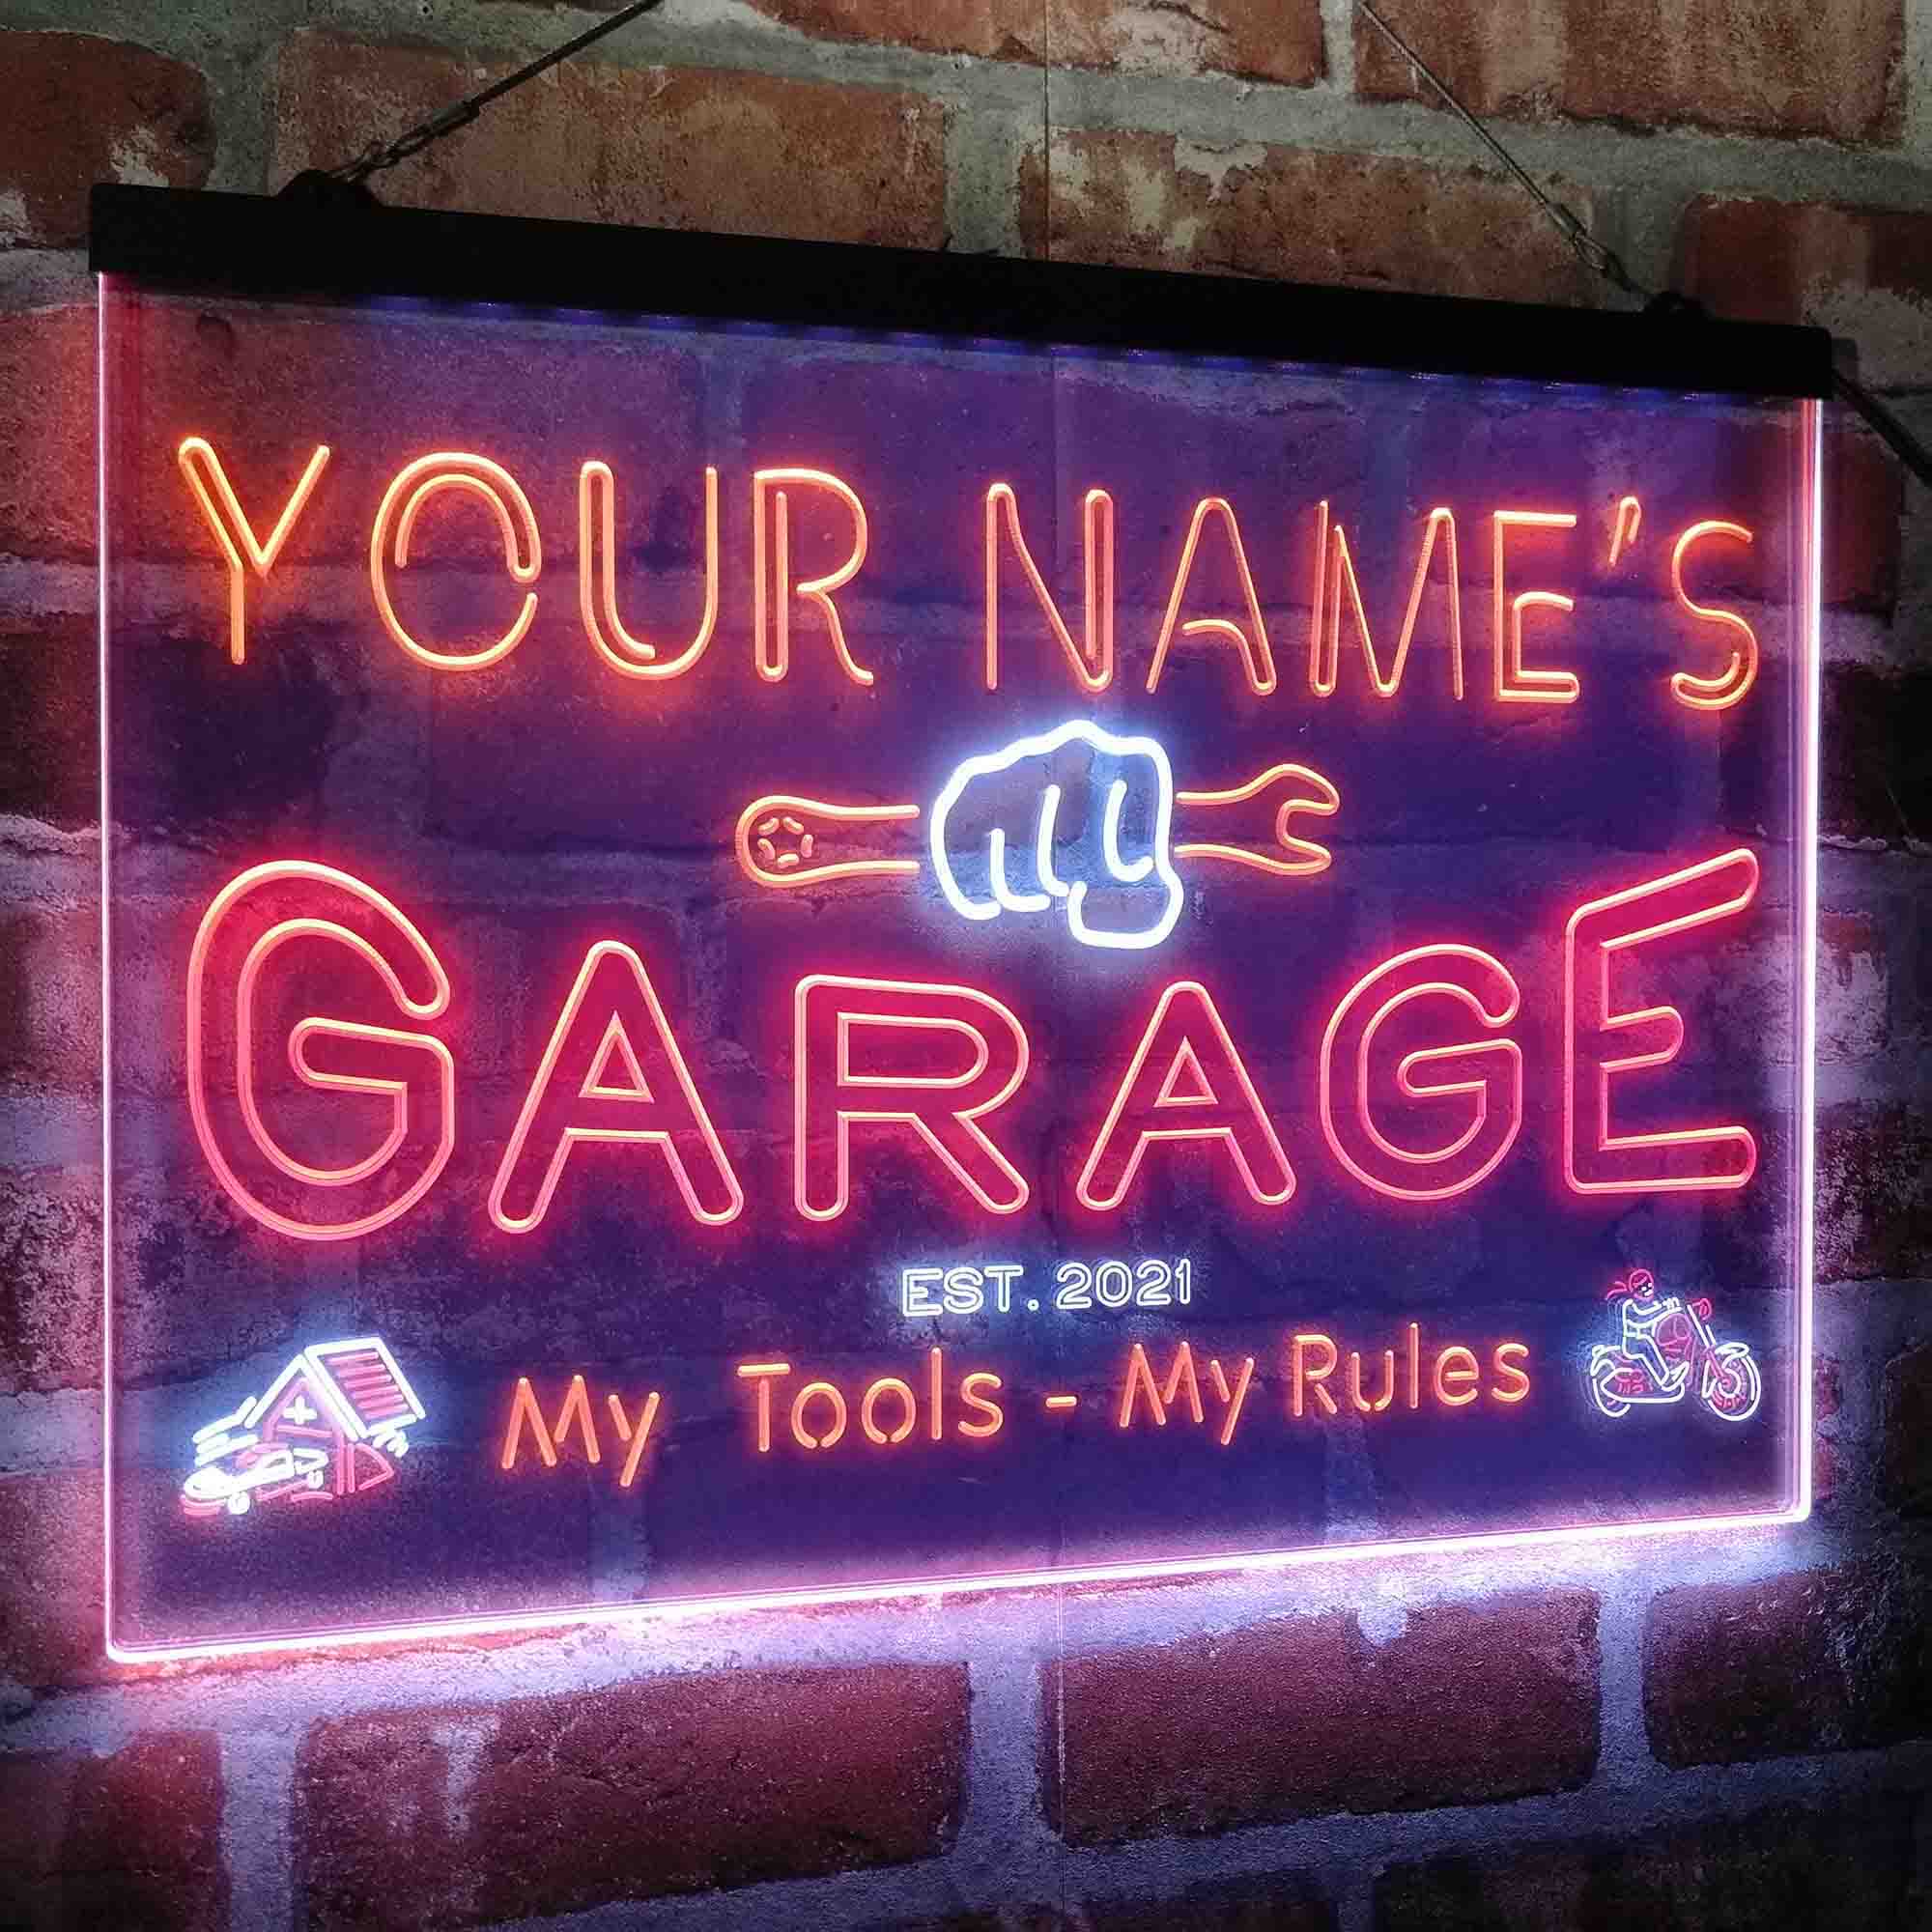 YOUR NAME'S
GARAGE
EST. 2021
My Tools - My Rules